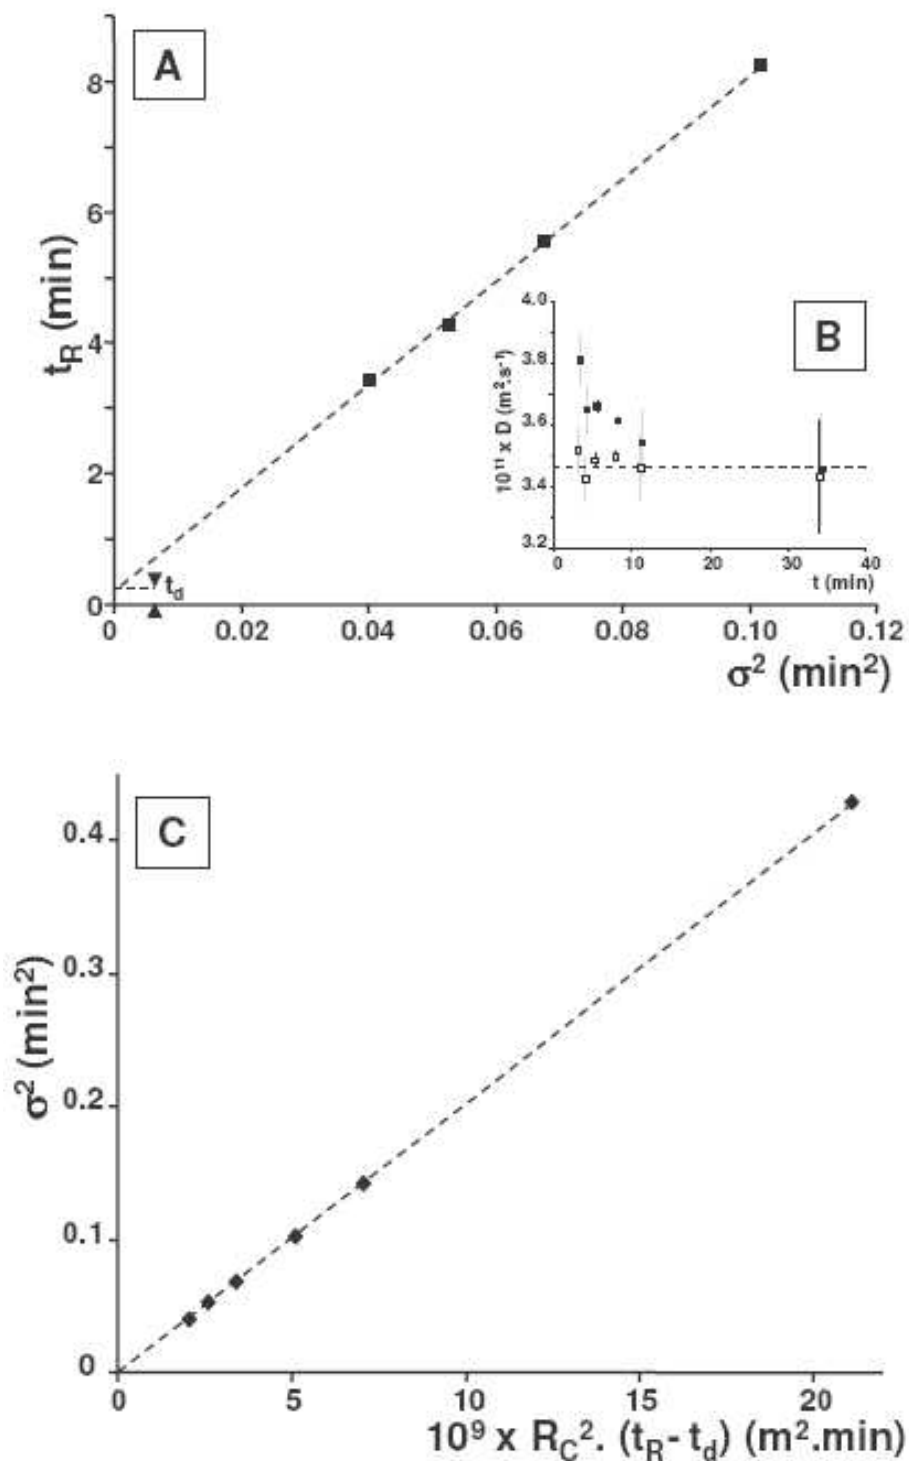 A
8
6
4
2
0
t_R (min)
t_d
0 0.02 0.04 0.06 0.08 0.10 0.12
σ² (min²)
B
4.0
3.8
3.6
3.4
3.2
10¹¹ x D (m².s⁻¹)
0 10 20 30 40
t (min)
C
0.4
0.3
0.2
0.1
0
σ² (min²)
0 5 10 15 20
10⁹ x R_C². (t_R- t_d) (m².min)